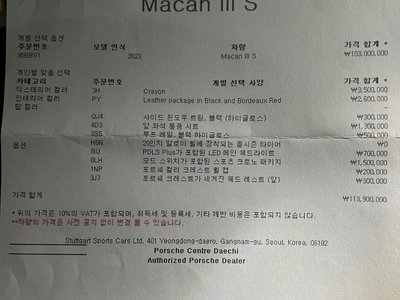 Macan III S
개별 선택 옵션
주문번호 모델 연식 차량 가격 합계 *
95BBV1 2023 Macan III S ₩103,000,000
개인별 맞춤 선택
카테고리 주문번호 개별 선택 사양 가격 합계 *
익스테리어 컬러 3H Crayon ₩3,500,000
인테리어 컬러 PY Leather package in Black and Bordeaux Red ₩2,600,000
탑 컬러
QJ4 사이드 윈도우 트림, 블랙 (하이글로스) ₩300,000
4D3 앞 좌석 통풍 시트 ₩1,300,000
3S5 루프 레일, 블랙 하이글로스 ₩500,000
옵션 H6N 20인치 알로이 휠에 장착되는 올시즌 타이어 ₩0
8IU PDLS Plus가 포함된 LED 메인 헤드라이트 ₩700,000
8LH 모드 스위치가 포함된 스포츠 크로노 패키지 ₩1,500,000
1NP 포르쉐 컬러 크레스트 휠 캡 ₩200,000
3J7 포르쉐 크레스트가 새겨진 헤드 레스트 (앞) ₩300,000
가격 합계 ₩113,900,000
* 위의 가격은 10%의 VAT가 포함되며, 취득세 및 등록세, 기타 제반 비용은 포함되지 않습니다.
**차량의 가격은 사전 공지 없이 변경 될 수 있습니다.
Stuttgart Sports Cars Ltd. 401 Yeongdong-daero, Gangnam-gu, Seoul, Korea, 06182
Porsche Centre Daechi
Authorized Porsche Dealer